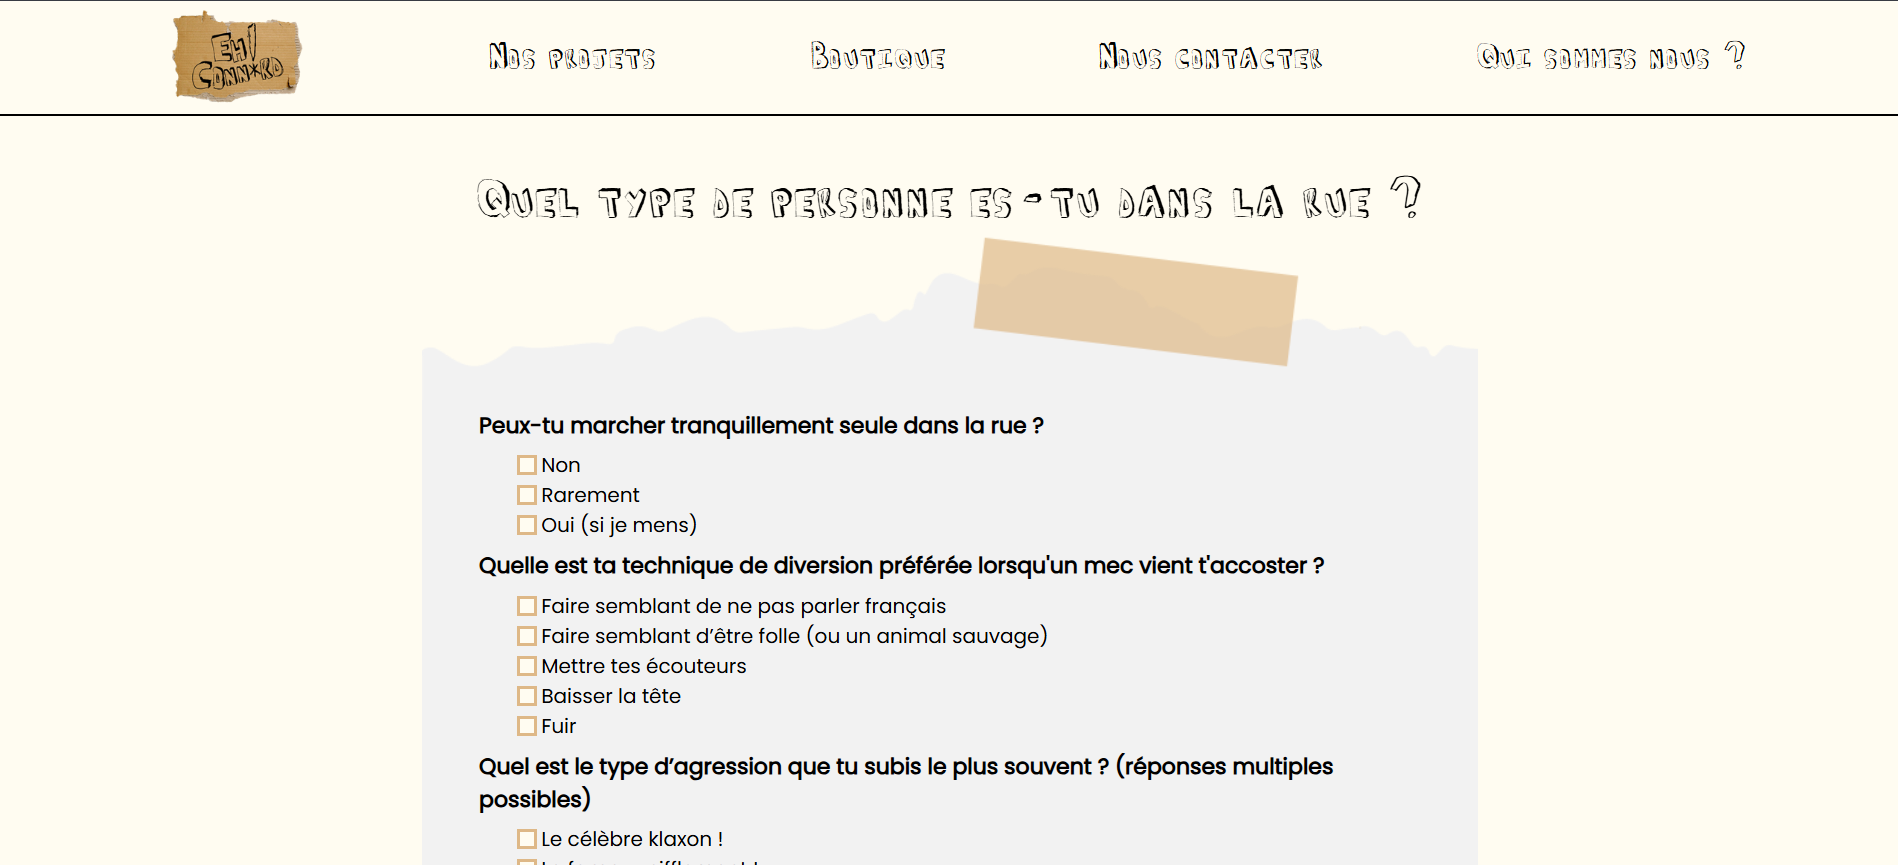 Eh!
Conn*rd
Nos projets
Boutique
Nous contacter
Qui sommes nous ?
Quel type de personne es-tu dans la rue ?
Peux-tu marcher tranquillement seule dans la rue ?
Non
Rarement
Oui (si je mens)
Quelle est ta technique de diversion préférée lorsqu'un mec vient t'accoster ?
Faire semblant de ne pas parler français
Faire semblant d’être folle (ou un animal sauvage)
Mettre tes écouteurs
Baisser la tête
Fuir
Quel est le type d’agression que tu subis le plus souvent ? (réponses multiples
possibles)
Le célèbre klaxon !